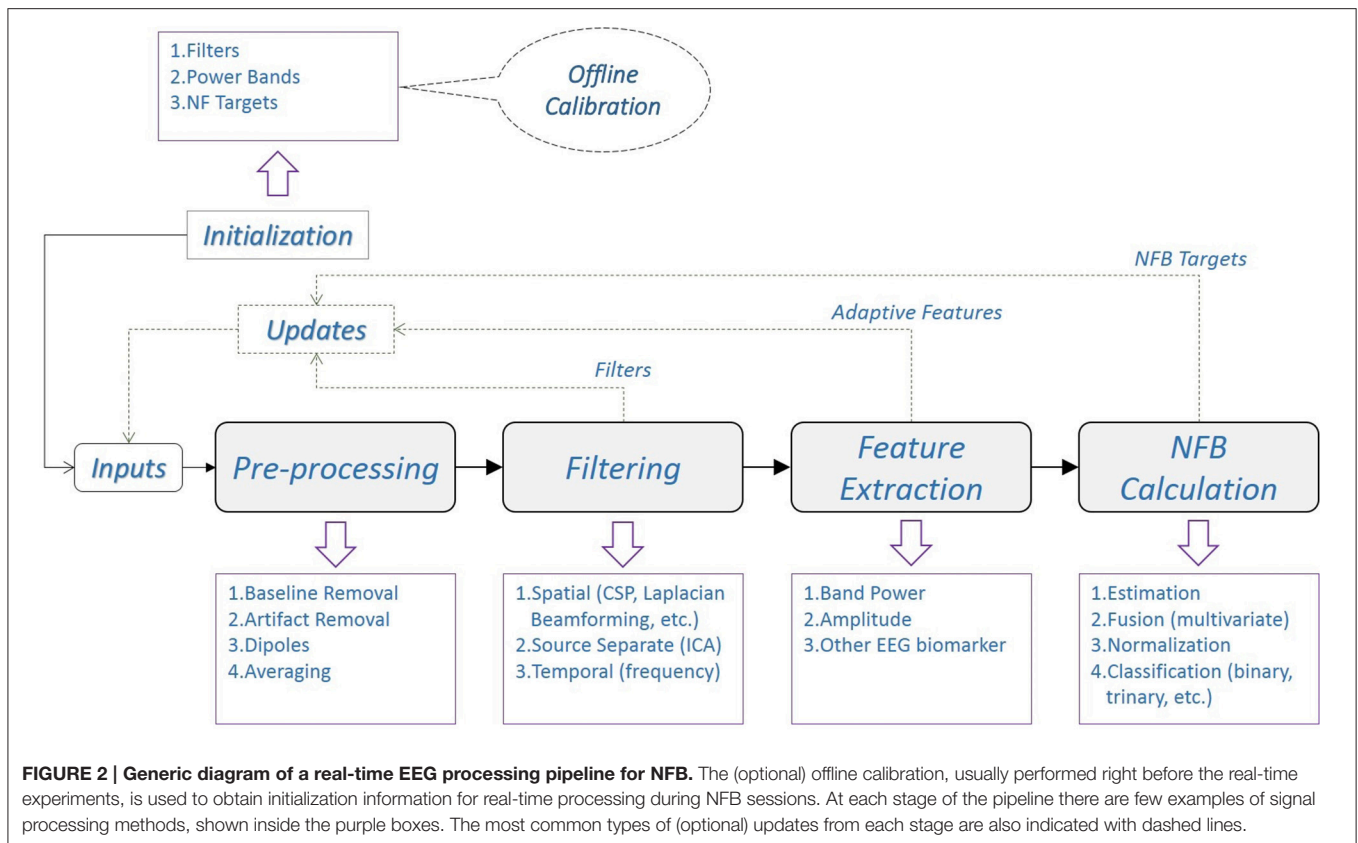 1.Filters
2.Power Bands
3.NF Targets
Offline
Calibration
Initialization
NFB Targets
Updates
Adaptive Features
Filters
Inputs
Pre-processing
Filtering
Feature
Extraction
NFB
Calculation
1.Baseline Removal
2.Artifact Removal
3.Dipoles
4.Averaging
1.Spatial (CSP, Laplacian
Beamforming, etc.)
2.Source Separate (ICA)
3.Temporal (frequency)
1.Band Power
2.Amplitude
3.Other EEG biomarker
1.Estimation
2.Fusion (multivariate)
3.Normalization
4.Classification (binary,
trinary, etc.)
FIGURE 2 | Generic diagram of a real-time EEG processing pipeline for NFB. The (optional) offline calibration, usually performed right before the real-time
experiments, is used to obtain initialization information for real-time processing during NFB sessions. At each stage of the pipeline there are few examples of signal
processing methods, shown inside the purple boxes. The most common types of (optional) updates from each stage are also indicated with dashed lines.